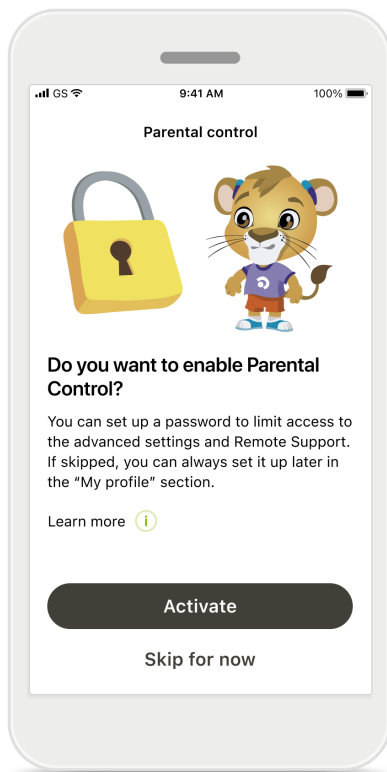 GS 9:41 AM 100%
Parental control
Do you want to enable Parental
Control?
You can set up a password to limit access to
the advanced settings and Remote Support.
If skipped, you can always set it up later in
the “My profile” section.
Learn more i
Activate
Skip for now